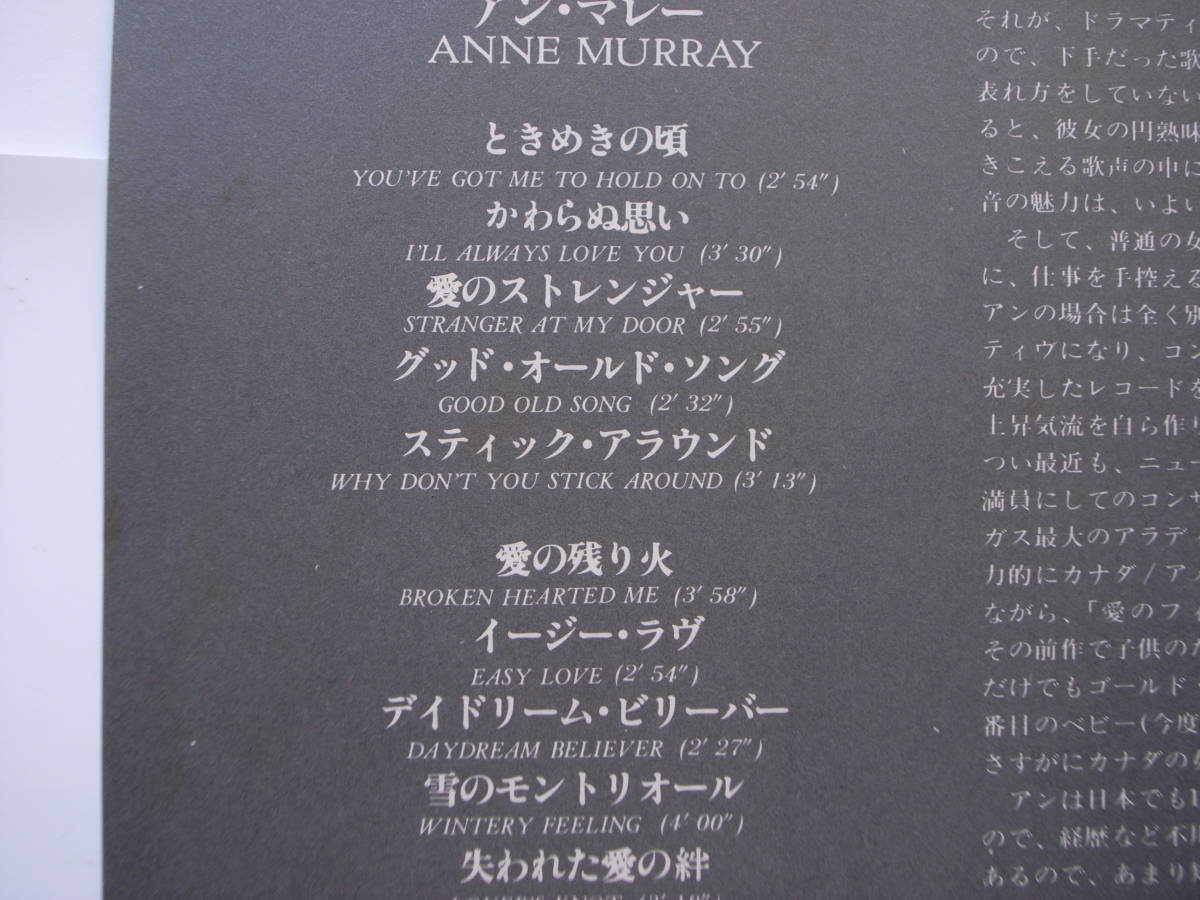 アン・マレー
ANNE MURRAY
ときめきの頃
YOU'VE GOT ME TO HOLD ON TO (2′ 54″)
かわらぬ思い
I'LL ALWAYS LOVE YOU (3′ 30″)
愛のストレンジャー
STRANGER AT MY DOOR (2′ 55″)
グッド・オールド・ソング
GOOD OLD SONG (2′ 32″)
スティック・アラウンド
WHY DON'T YOU STICK AROUND (3′ 13″)
愛の残り火
BROKEN HEARTED ME (3′ 58″)
イージー・ラヴ
EASY LOVE (2′ 54″)
デイドリーム・ビリーバー
DAYDREAM BELIEVER (2′ 27″)
雪のモントリオール
WINTERY FEELING (4′ 00″)
失われた愛の絆
それが、ドラマティ
ので、下手だった歌
表れ方をしていない
ると、彼女の円熟味
きこえる歌声の中に
音の魅力は、いよい
そして、普通の女
に、仕事を手控える
アンの場合は全く別
ティヴになり、コン
充実したレコードを
上昇気流を自ら作り
つい最近も、ニュー
満員にしてのコンサ
ガス最大のアラデ
力的にカナダ/ア
ながら、「愛のフ
その前作で子供のた
だけでもゴールド
番目のベビー(今度
さすがにカナダの
アンは日本でも
ので、経歴など不
あるので、あまり